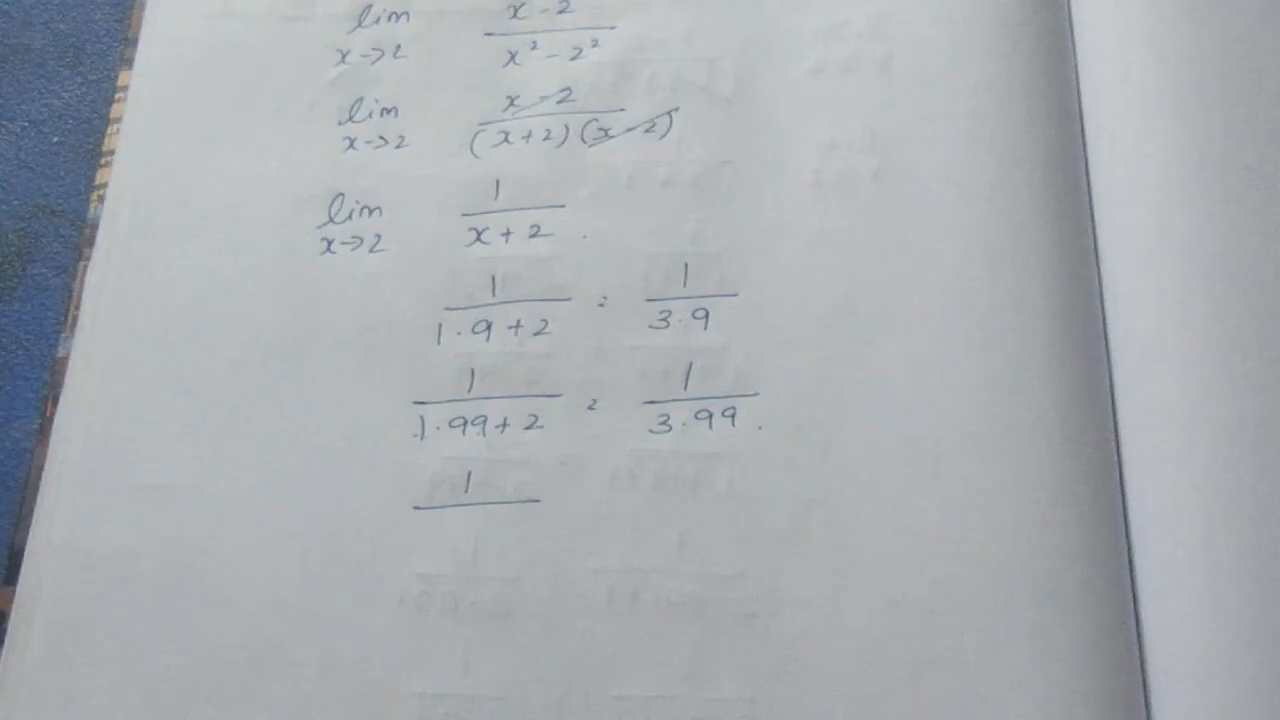 lim x→2 x-2 / x²-2²
lim x→2 x-2 / (x+2)(x-2)
lim x→2 1 / x+2 .
1 / 1.9+2 = 1 / 3.9
1 / 1.99+2 = 1 / 3.99 .
1